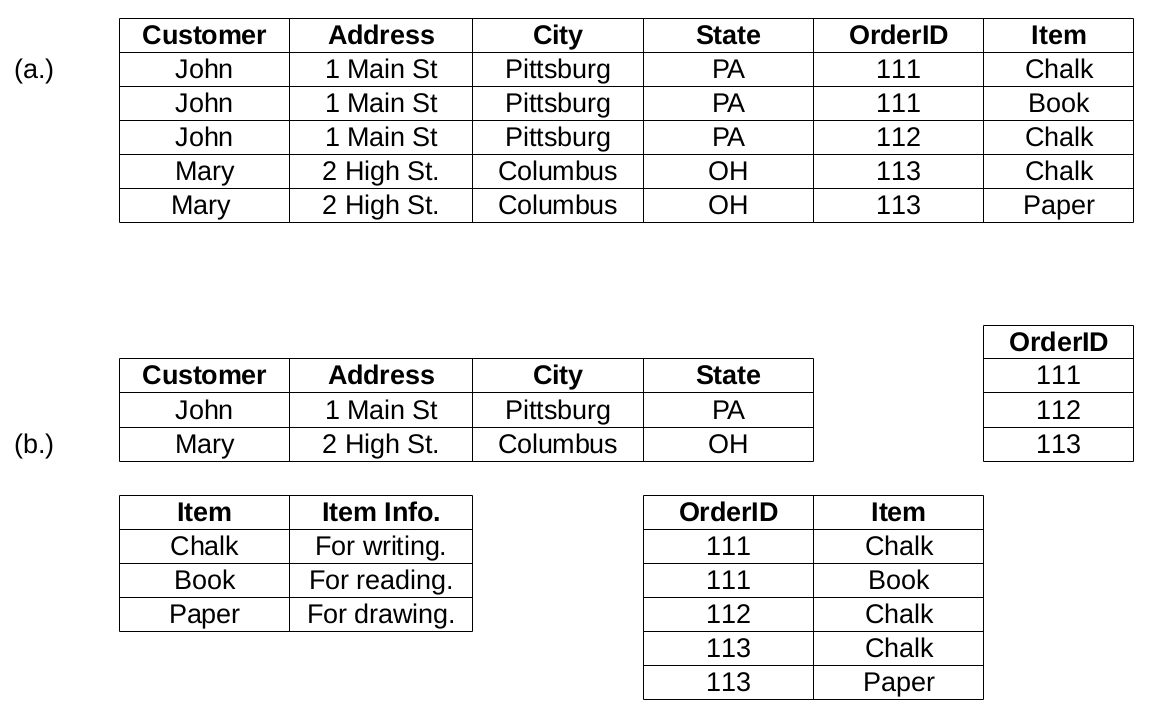 Customer Address City State OrderID Item
(a.) John 1 Main St Pittsburg PA 111 Chalk
John 1 Main St Pittsburg PA 111 Book
John 1 Main St Pittsburg PA 112 Chalk
Mary 2 High St. Columbus OH 113 Chalk
Mary 2 High St. Columbus OH 113 Paper
OrderID
Customer Address City State 111
John 1 Main St Pittsburg PA 112
(b.) Mary 2 High St. Columbus OH 113
Item Item Info. OrderID Item
Chalk For writing. 111 Chalk
Book For reading. 111 Book
Paper For drawing. 112 Chalk
113 Chalk
113 Paper